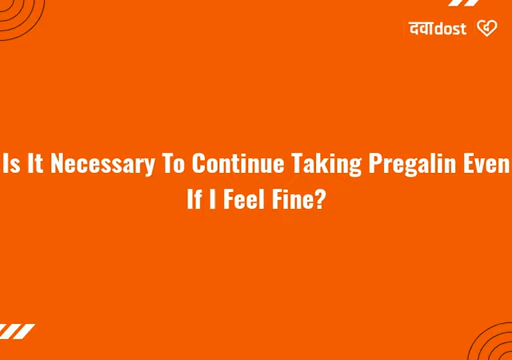 दवाdost
Is It Necessary To Continue Taking Pregalin Even
If I Feel Fine?